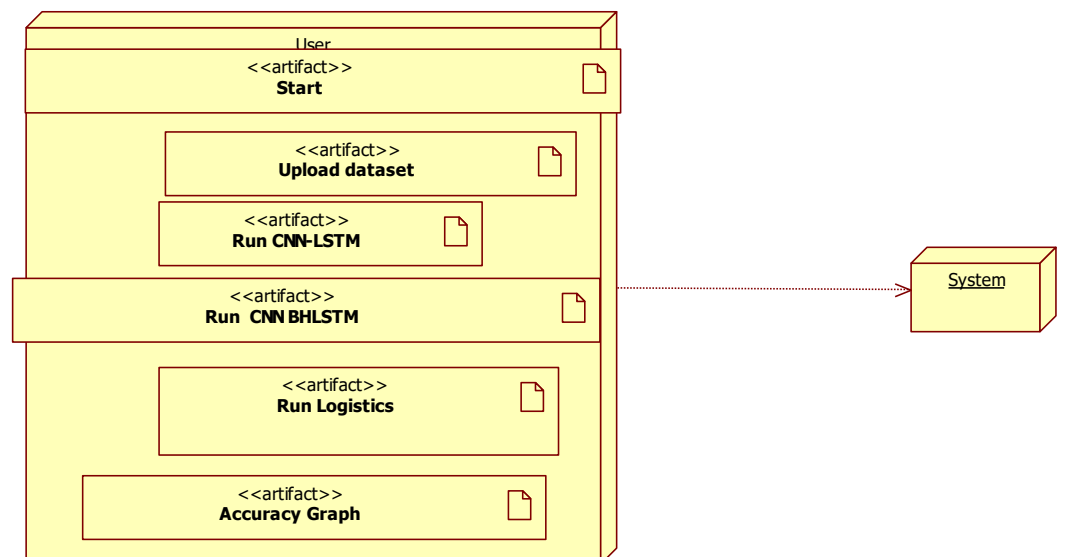 User
<<artifact>>
Start
<<artifact>>
Upload dataset
<<artifact>>
Run CNN-LSTM
<<artifact>>
Run CNN BHLSTM
<<artifact>>
Run Logistics
<<artifact>>
Accuracy Graph
System